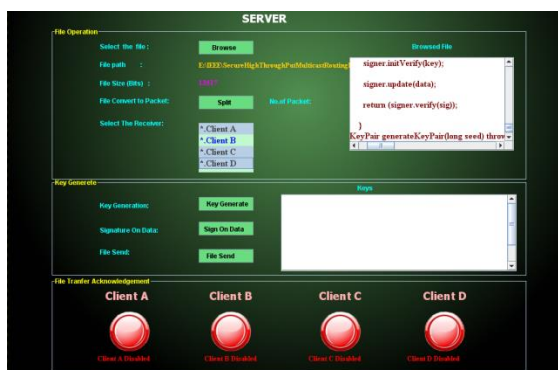 SERVER
File Operation
Select the file :
Browse
Browsed File
File path :
E:\IEEE\SecureHighThroughPutMulticastRouting\
File Size (Bits) :
File Convert to Packet:
Split
No.of Packet:
Select The Receiver:
*.Client A
*.Client B
*.Client C
*.Client D
signer.initVerify(key);
signer.update(data);
return (signer.verify(sig));
}
KeyPair generateKeyPair(long seed) throw
Key Generete
Keys
Key Generation:
Key Generate
Signature On Data:
Sign On Data
File Send:
File Send
File Tranfer Acknowledgement
Client A Client B Client C Client D
Client A Disabled Client B Disabled Client C Disabled Client D Disabled